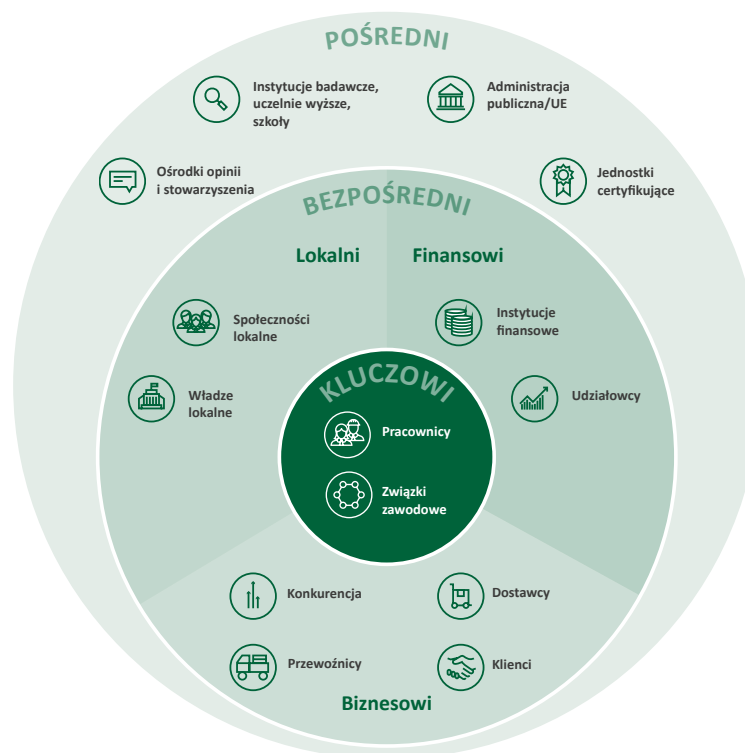 POŚREDNI
Instytucje badawcze,
uczelnie wyższe,
szkoły
Administracja
publiczna/UE
Ośrodki opinii
i stowarzyszenia
Jednostki
certyfikujące
BEZPOŚREDNI
Lokalni
Finansowi
Społeczności
lokalne
Instytucje
finansowe
Władze
lokalne
Udziałowcy
KLUCZOWI
Pracownicy
Związki
zawodowe
Konkurencja
Dostawcy
Przewoźnicy
Klienci
Biznesowi